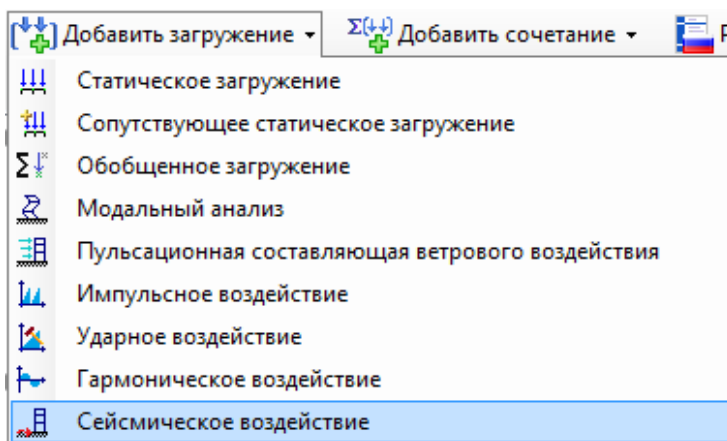 Добавить загружение Добавить сочетание
Статическое загружение
Сопутствующее статическое загружение
Обобщенное загружение
Модальный анализ
Пульсационная составляющая ветрового воздействия
Импульсное воздействие
Ударное воздействие
Гармоническое воздействие
Сейсмическое воздействие